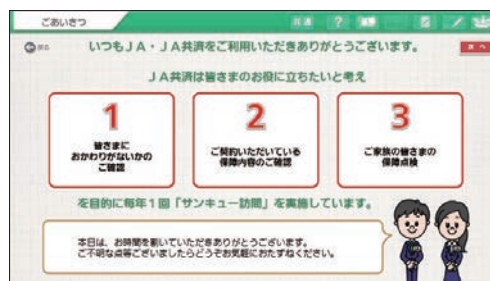 ごあいさつ
共通
?
戻る
いつもJA・JA共済をご利用いただきありがとうございます。
次へ
JA共済は皆さまのお役に立ちたいと考え
1
皆さまに
おかわりがないかの
ご確認
2
ご契約いただいている
保障内容のご確認
3
ご家族の皆さまの
保障点検
を目的に毎年1回「サンキュー訪問」を実施しています。
本日は、お時間を割いていただきありがとうございます。
ご不明な点等ございましたらどうぞお気軽におたずねください。